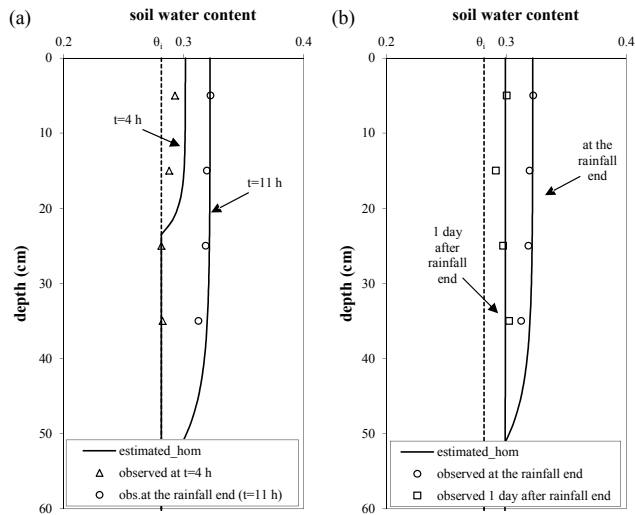 (a)
soil water content
0.2
θi
0.3
0.4
0
10
20
30
40
50
60
depth (cm)
t=4 h
t=11 h
estimated_hom
observed at t=4 h
obs.at the rainfall end (t=11 h)
(b)
soil water content
0.2
θi
0.3
0.4
0
10
20
30
40
50
60
depth (cm)
at the
rainfall
end
1 day
after
rainfall
end
estimated_hom
observed at the rainfall end
observed 1 day after rainfall end